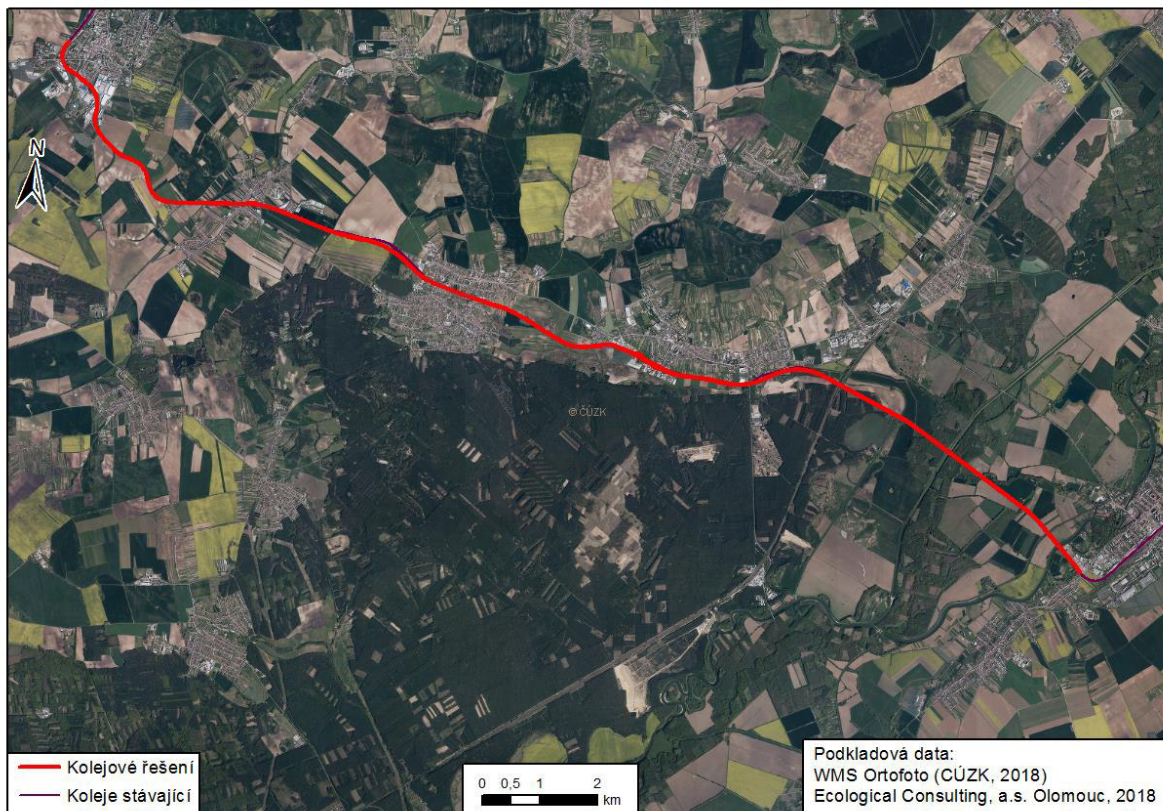 N
© ČÚZK
Kolejové řešení
Koleje stávající
0 0,5 1 2
km
Podkladová data:
WMS Ortofoto (ČÚZK, 2018)
Ecological Consulting, a.s. Olomouc, 2018